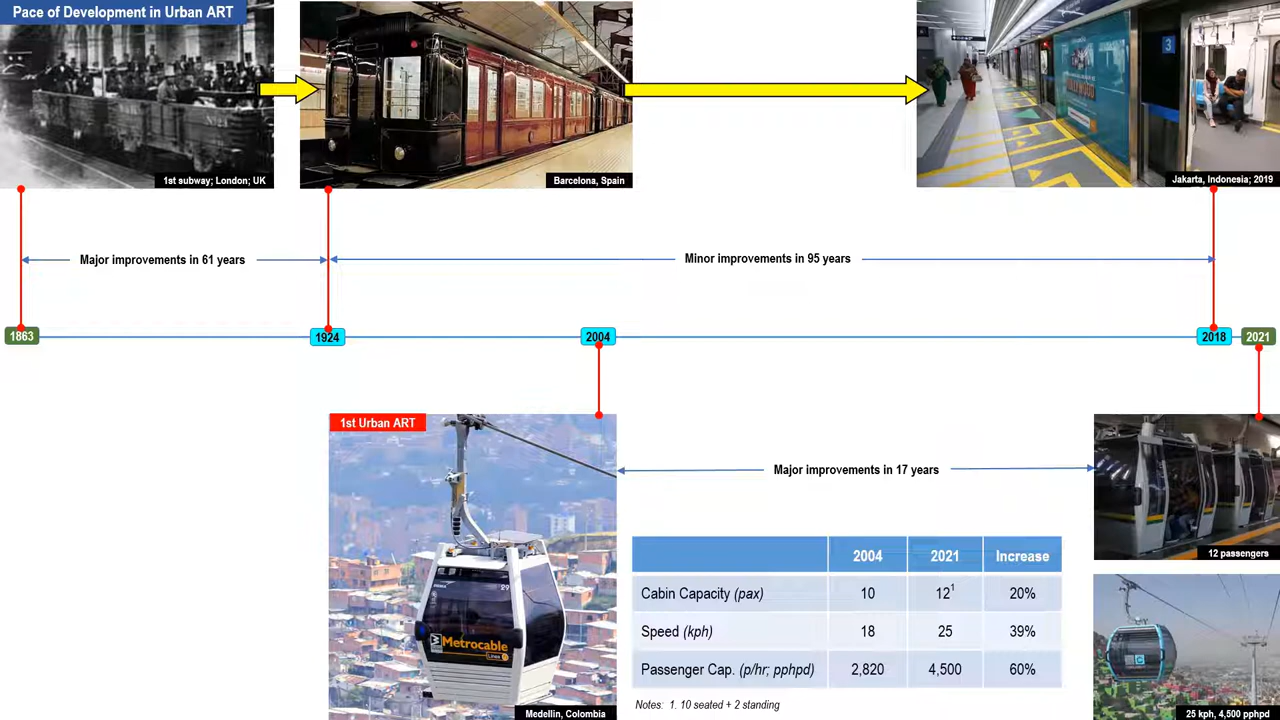 Pace of Development in Urban ART
1st subway; London; UK
Barcelona, Spain
3
Jakarta, Indonesia; 2019
Major improvements in 61 years
Minor improvements in 95 years
1863
1924
2004
2018
2021
1st Urban ART
Major improvements in 17 years
Metrocable
Medellin, Colombia
2004 2021 Increase
Cabin Capacity (pax) 10 12¹ 20%
Speed (kph) 18 25 39%
Passenger Cap. (p/hr; pphpd) 2,820 4,500 60%
Notes: 1. 10 seated + 2 standing
12 passengers
25 kph, 4,500 pphpd